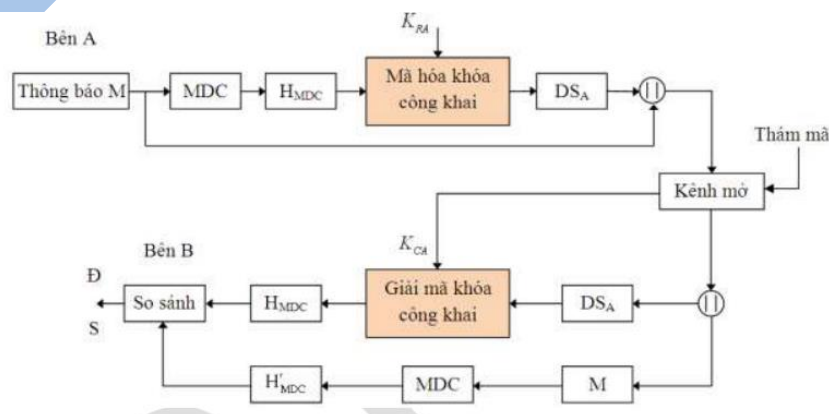 Bên A
K_RA
Thông báo M
MDC
H_MDC
Mã hóa khóa
công khai
DS_A
||
Thám mã
Kênh mở
Bên B
K_CA
Đ
S
So sánh
H_MDC
Giải mã khóa
công khai
DS_A
||
H'_MDC
MDC
M